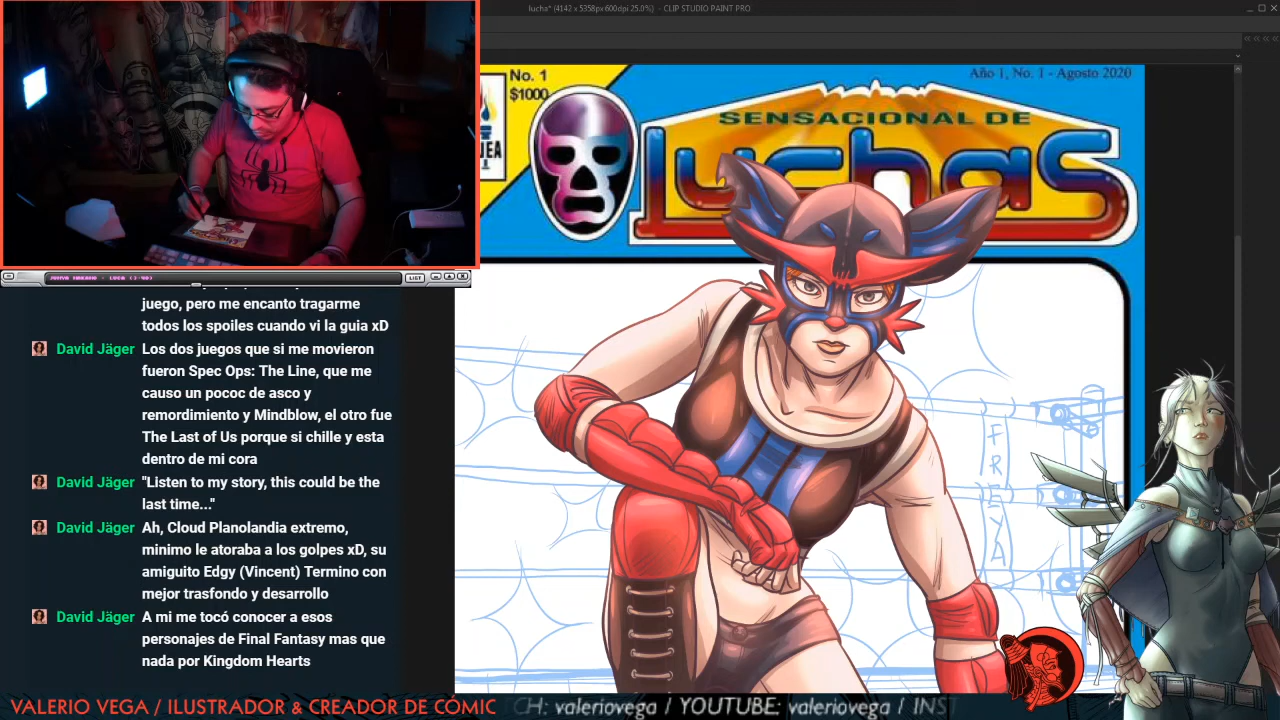 lucha* (4142 x 5358px 600dpi 25.0%) - CLIP STUDIO PAINT PRO
No. 1
$1000
Año 1, No. 1 - Agosto 2020
SENSACIONAL DE
Luchas
LIST
juego, pero me encanto tragarme
todos los spoiles cuando vi la guia xD
David Jäger Los dos juegos que si me movieron
fueron Spec Ops: The Line, que me
causo un pococ de asco y
remordimiento y Mindblow, el otro fue
The Last of Us porque si chille y esta
dentro de mi cora
David Jäger "Listen to my story, this could be the
last time..."
David Jäger Ah, Cloud Planolandia extremo,
minimo le atoraba a los golpes xD, su
amiguito Edgy (Vincent) Termino con
mejor trasfondo y desarrollo
David Jäger A mi me tocó conocer a esos
personajes de Final Fantasy mas que
nada por Kingdom Hearts
FREYA
VALERIO VEGA / ILUSTRADOR & CREADOR DE CÓMIC
CH: valeriovega / YOUTUBE: valeriovega / INST